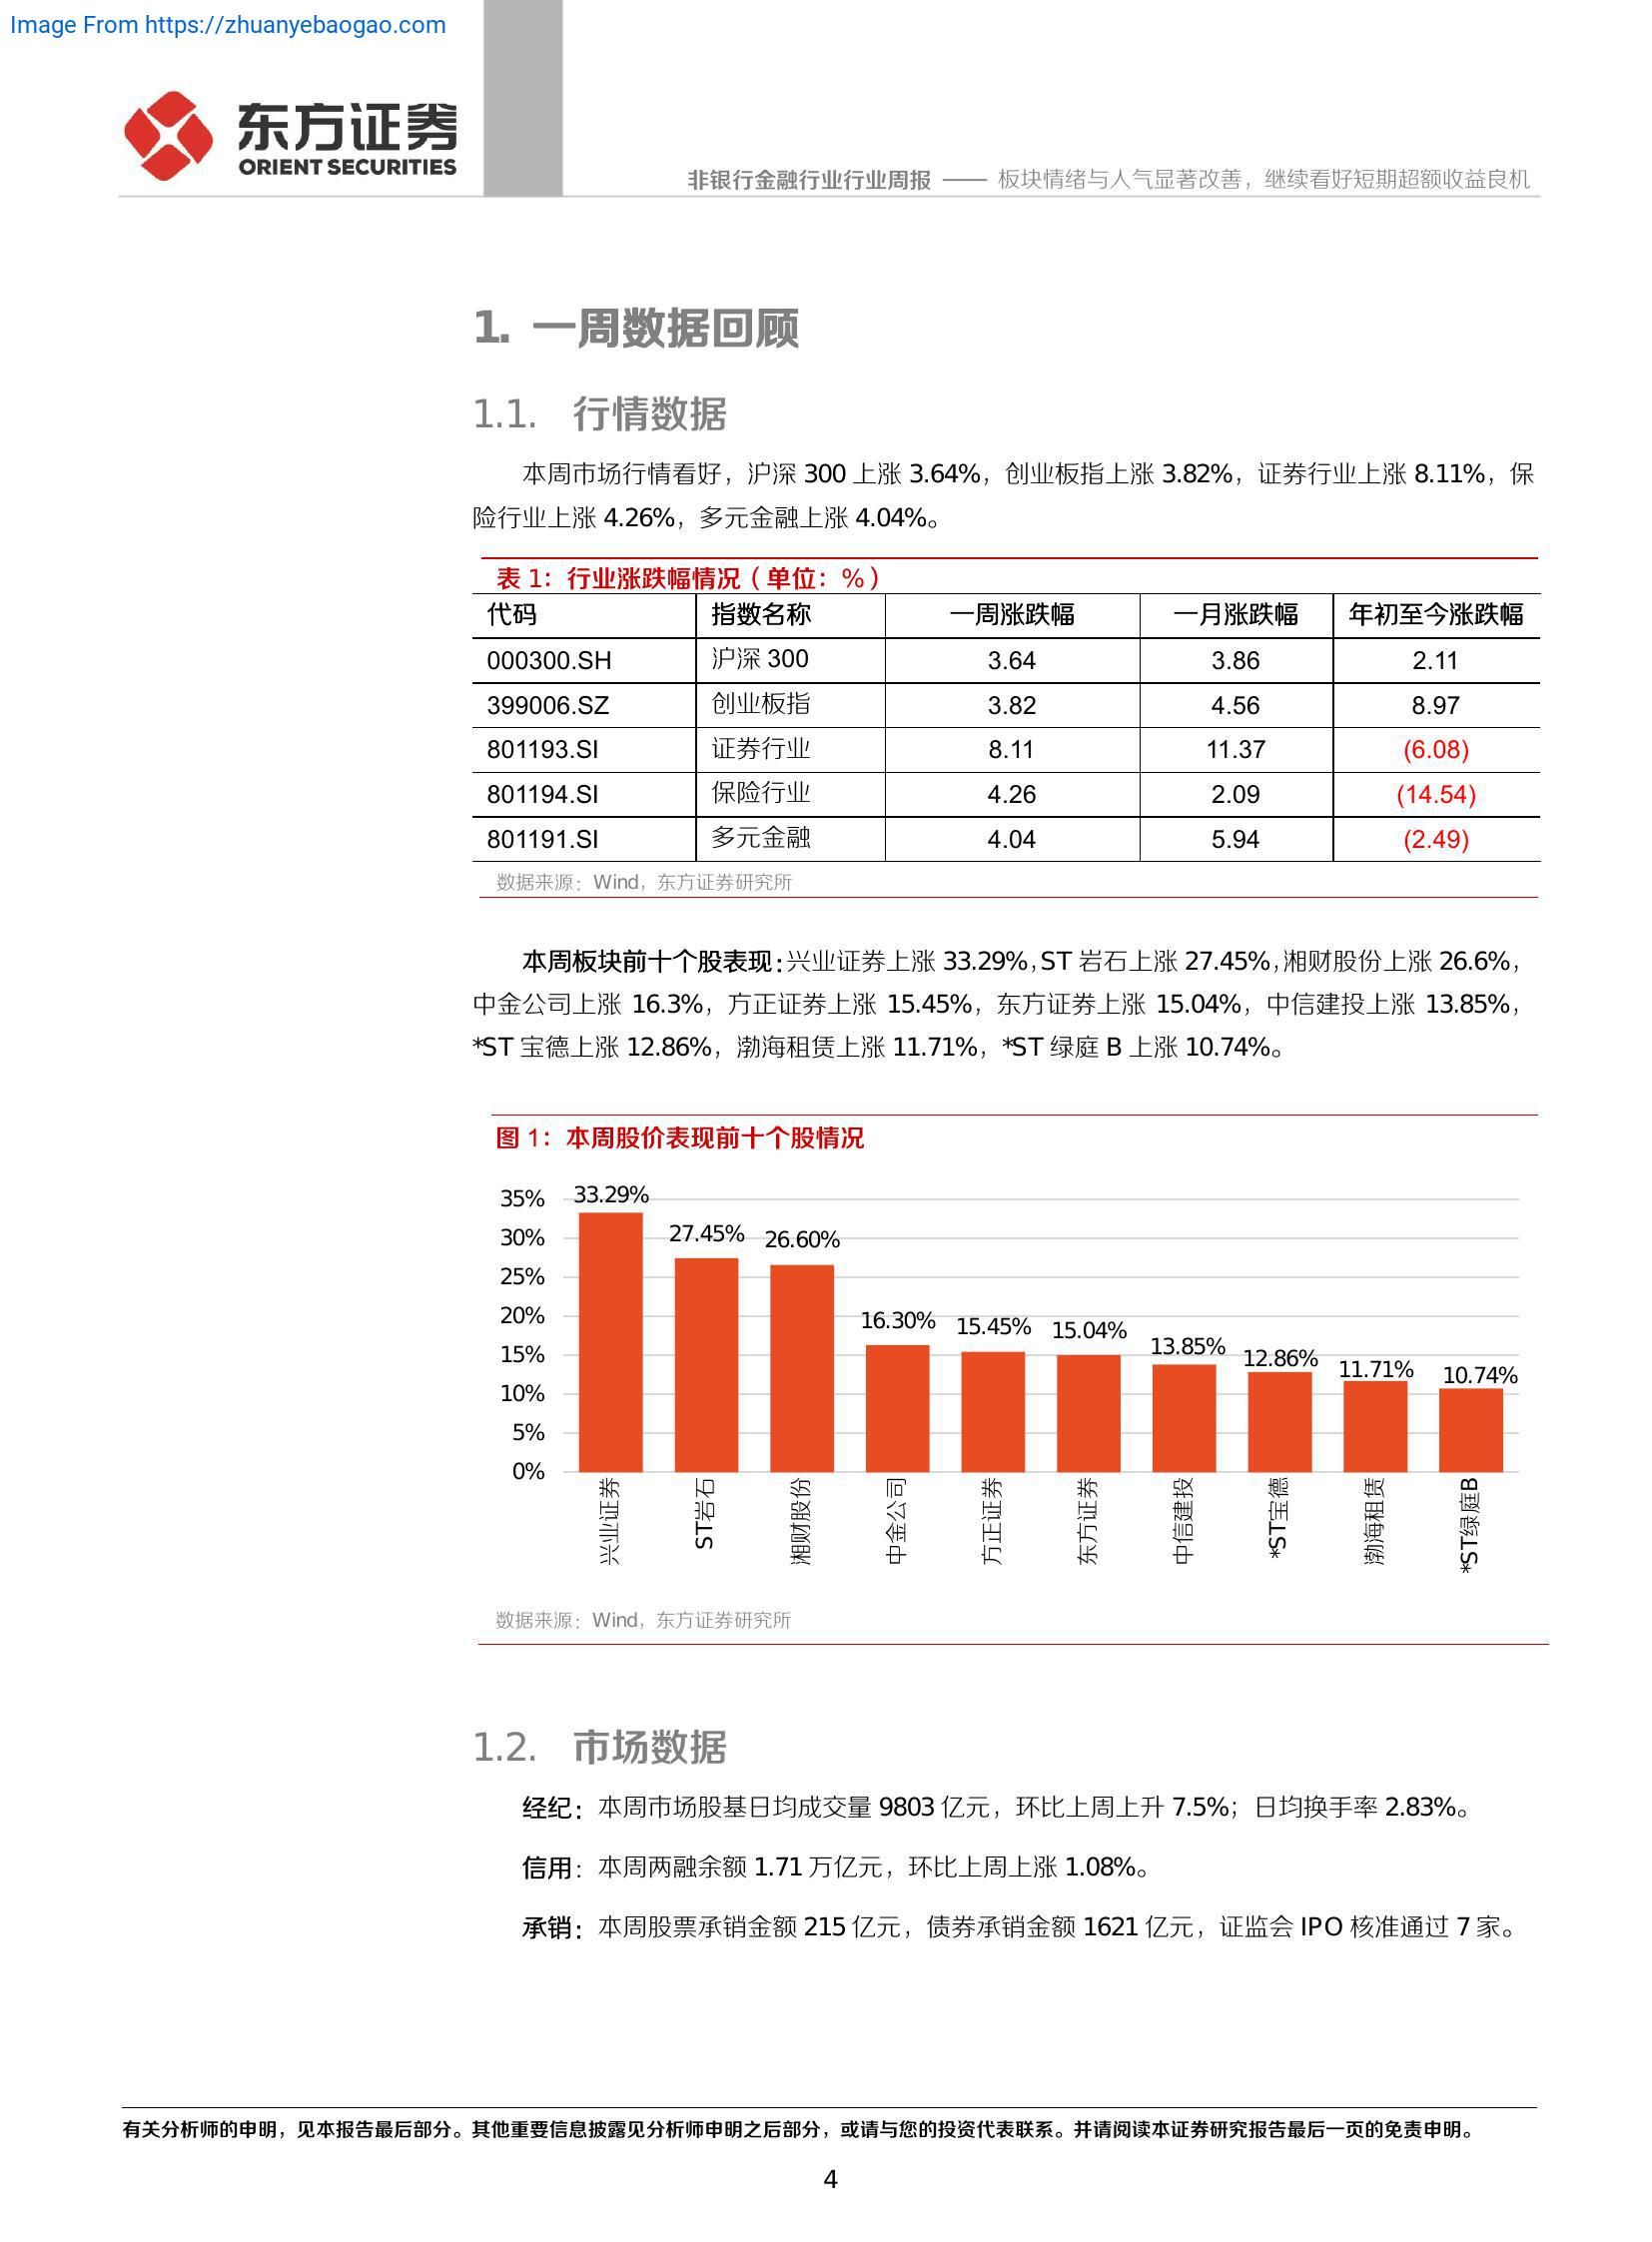 Image From https://zhuanyebaogao.com
东方证券
ORIENT SECURITIES
非银行金融行业行业周报 —— 板块情绪与人气显著改善，继续看好短期超额收益良机
1. 一周数据回顾
1.1. 行情数据
本周市场行情看好，沪深 300 上涨 3.64%，创业板指上涨 3.82%，证券行业上涨 8.11%，保
险行业上涨 4.26%，多元金融上涨 4.04%。
表 1：行业涨跌幅情况（单位：%）
代码 指数名称 一周涨跌幅 一月涨跌幅 年初至今涨跌幅
000300.SH 沪深 300 3.64 3.86 2.11
399006.SZ 创业板指 3.82 4.56 8.97
801193.SI 证券行业 8.11 11.37 (6.08)
801194.SI 保险行业 4.26 2.09 (14.54)
801191.SI 多元金融 4.04 5.94 (2.49)
数据来源：Wind，东方证券研究所
本周板块前十个股表现：兴业证券上涨 33.29%，ST 岩石上涨 27.45%，湘财股份上涨 26.6%，
中金公司上涨 16.3%，方正证券上涨 15.45%，东方证券上涨 15.04%，中信建投上涨 13.85%，
*ST 宝德上涨 12.86%，渤海租赁上涨 11.71%，*ST 绿庭 B 上涨 10.74%。
图 1：本周股价表现前十个股情况
35%
30%
25%
20%
15%
10%
5%
0%
33.29%
27.45%
26.60%
16.30%
15.45%
15.04%
13.85%
12.86%
11.71%
10.74%
兴业证券
ST岩石
湘财股份
中金公司
方正证券
东方证券
中信建投
*ST宝德
渤海租赁
*ST绿庭B
数据来源：Wind，东方证券研究所
1.2. 市场数据
经纪：本周市场股基日均成交量 9803 亿元，环比上周上升 7.5%；日均换手率 2.83%。
信用：本周两融余额 1.71 万亿元，环比上周上涨 1.08%。
承销：本周股票承销金额 215 亿元，债券承销金额 1621 亿元，证监会 IPO 核准通过 7 家。
有关分析师的申明，见本报告最后部分。其他重要信息披露见分析师申明之后部分，或请与您的投资代表联系。并请阅读本证券研究报告最后一页的免责申明。
4